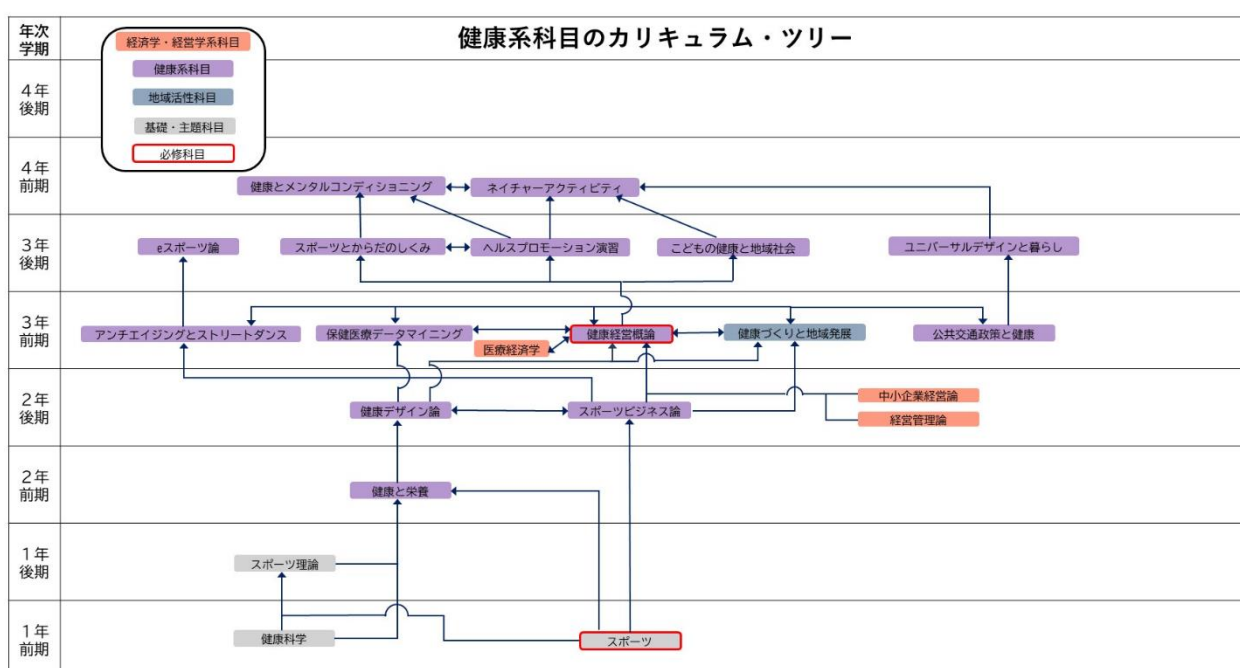 年次
学期
健康系科目のカリキュラム・ツリー
経済学・経営学系科目
健康系科目
地域活性科目
基礎・主題科目
必修科目
4年
後期
4年
前期
健康とメンタルコンディショニング
ネイチャーアクティビティ
3年
後期
eスポーツ論
スポーツとからだのしくみ
ヘルスプロモーション演習
こどもの健康と地域社会
ユニバーサルデザインと暮らし
3年
前期
アンチエイジングとストリートダンス
保健医療データマイニング
健康経営概論
健康づくりと地域発展
公共交通政策と健康
医療経済学
2年
後期
健康デザイン論
スポーツビジネス論
中小企業経営論
経営管理論
2年
前期
健康と栄養
1年
後期
スポーツ理論
1年
前期
健康科学
スポーツ